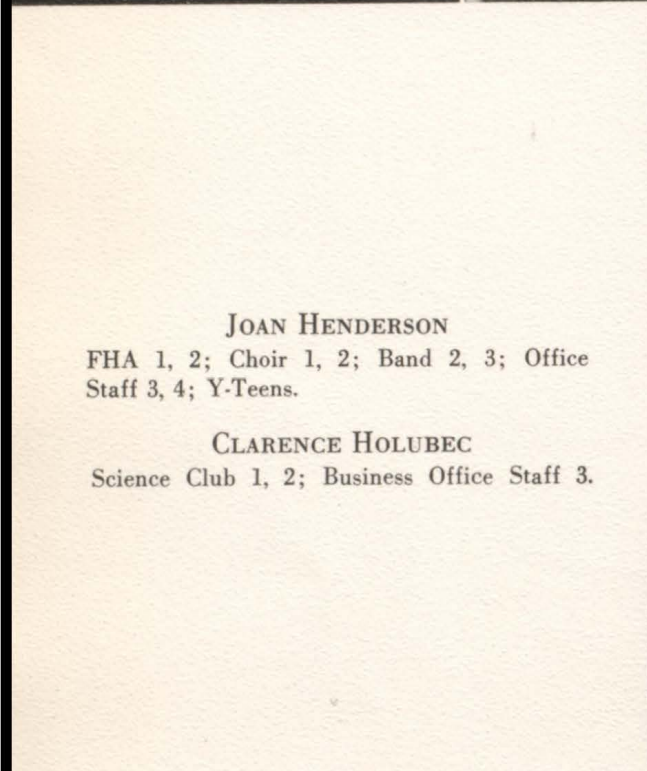 JOAN HENDERSON
FHA 1, 2; Choir 1, 2; Band 2, 3; Office
Staff 3, 4; Y-Teens.
CLARENCE HOLUBEC
Science Club 1, 2; Business Office Staff 3.